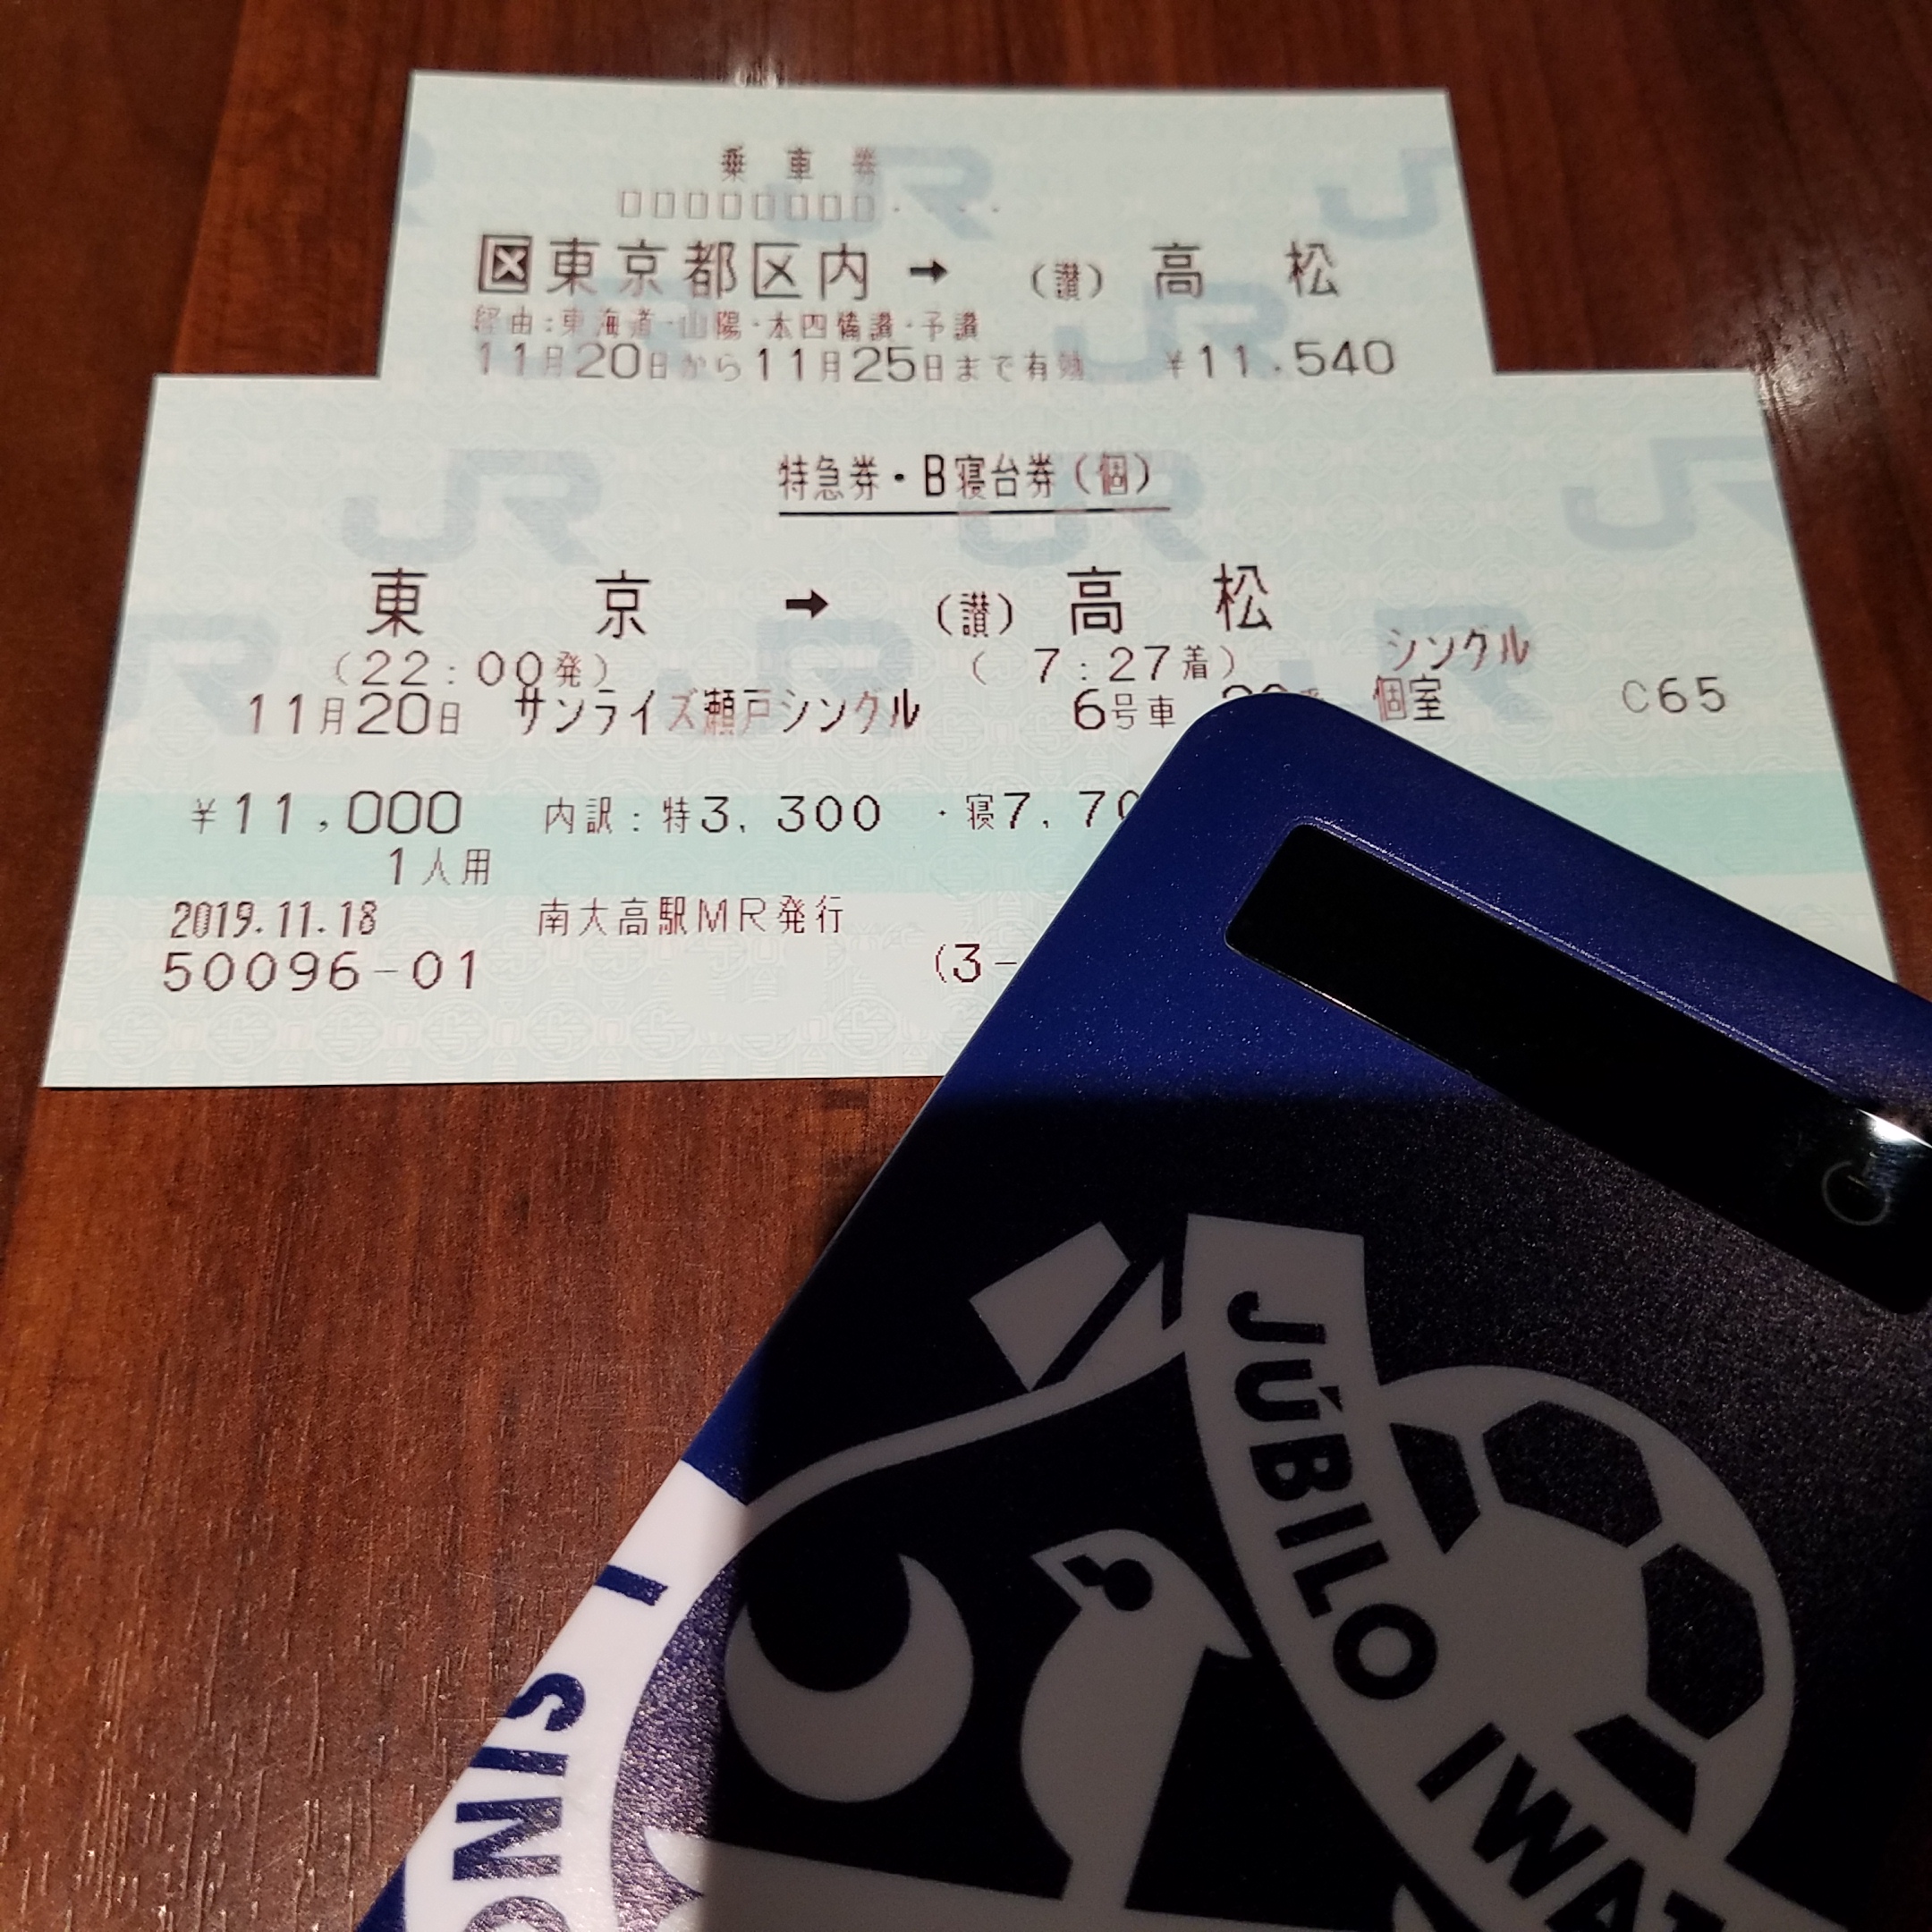 乗車券
区東京都区内 → (讃)高松
経由:東海道・山陽・本四備讃・予讃
11月20日から11月25日まで有効 ¥11.540
特急券・B寝台券(個)
東京 → (讃)高松
(22:00発) (7:27着) シングル
11月20日 サンライズ瀬戸シングル 6号車 個室 C65
¥11,000 内訳:特3,300・寝7,70
1人用
2019.11.18 南大高駅MR発行
50096-01 (3-
JR
JÚBILO IWAT
SINC